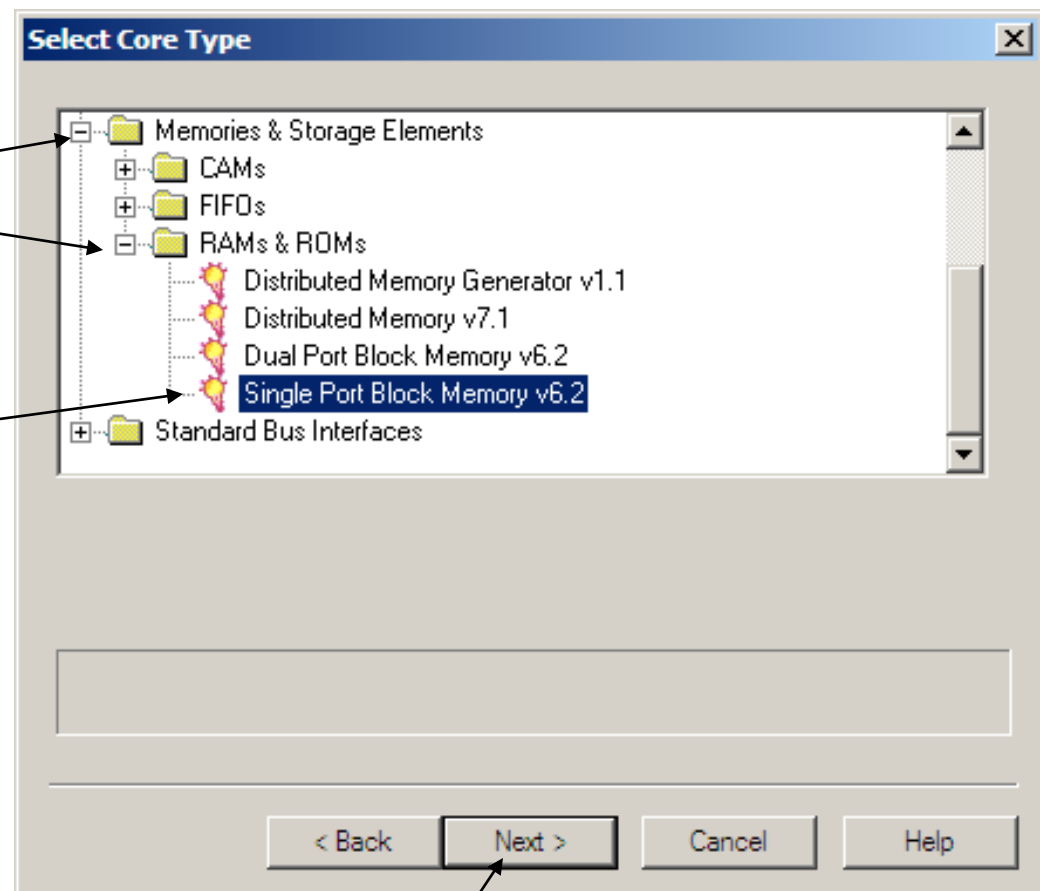 Select Core Type
Memories & Storage Elements
CAMs
FIFOs
RAMs & ROMs
Distributed Memory Generator v1.1
Distributed Memory v7.1
Dual Port Block Memory v6.2
Single Port Block Memory v6.2
Standard Bus Interfaces
< Back Next > Cancel Help